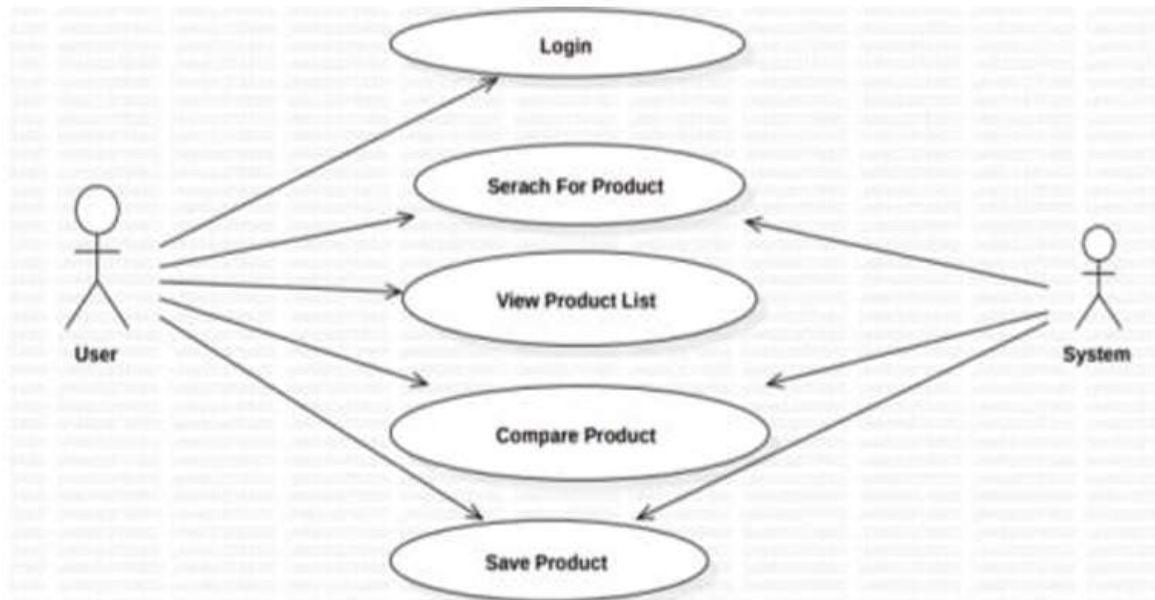 Login
Serach For Product
View Product List
User
System
Compare Product
Save Product